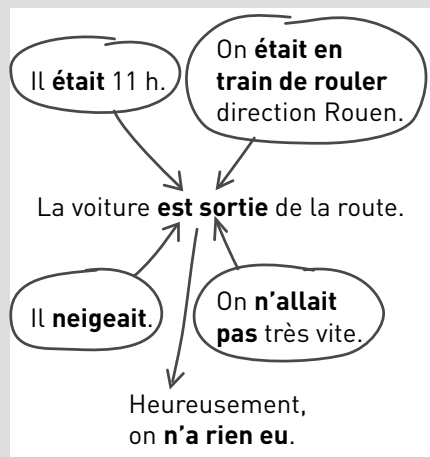 Il était 11 h.
On était en
train de rouler
direction Rouen.
La voiture est sortie de la route.
Il neigeait.
On n'allait
pas très vite.
Heureusement,
on n'a rien eu.